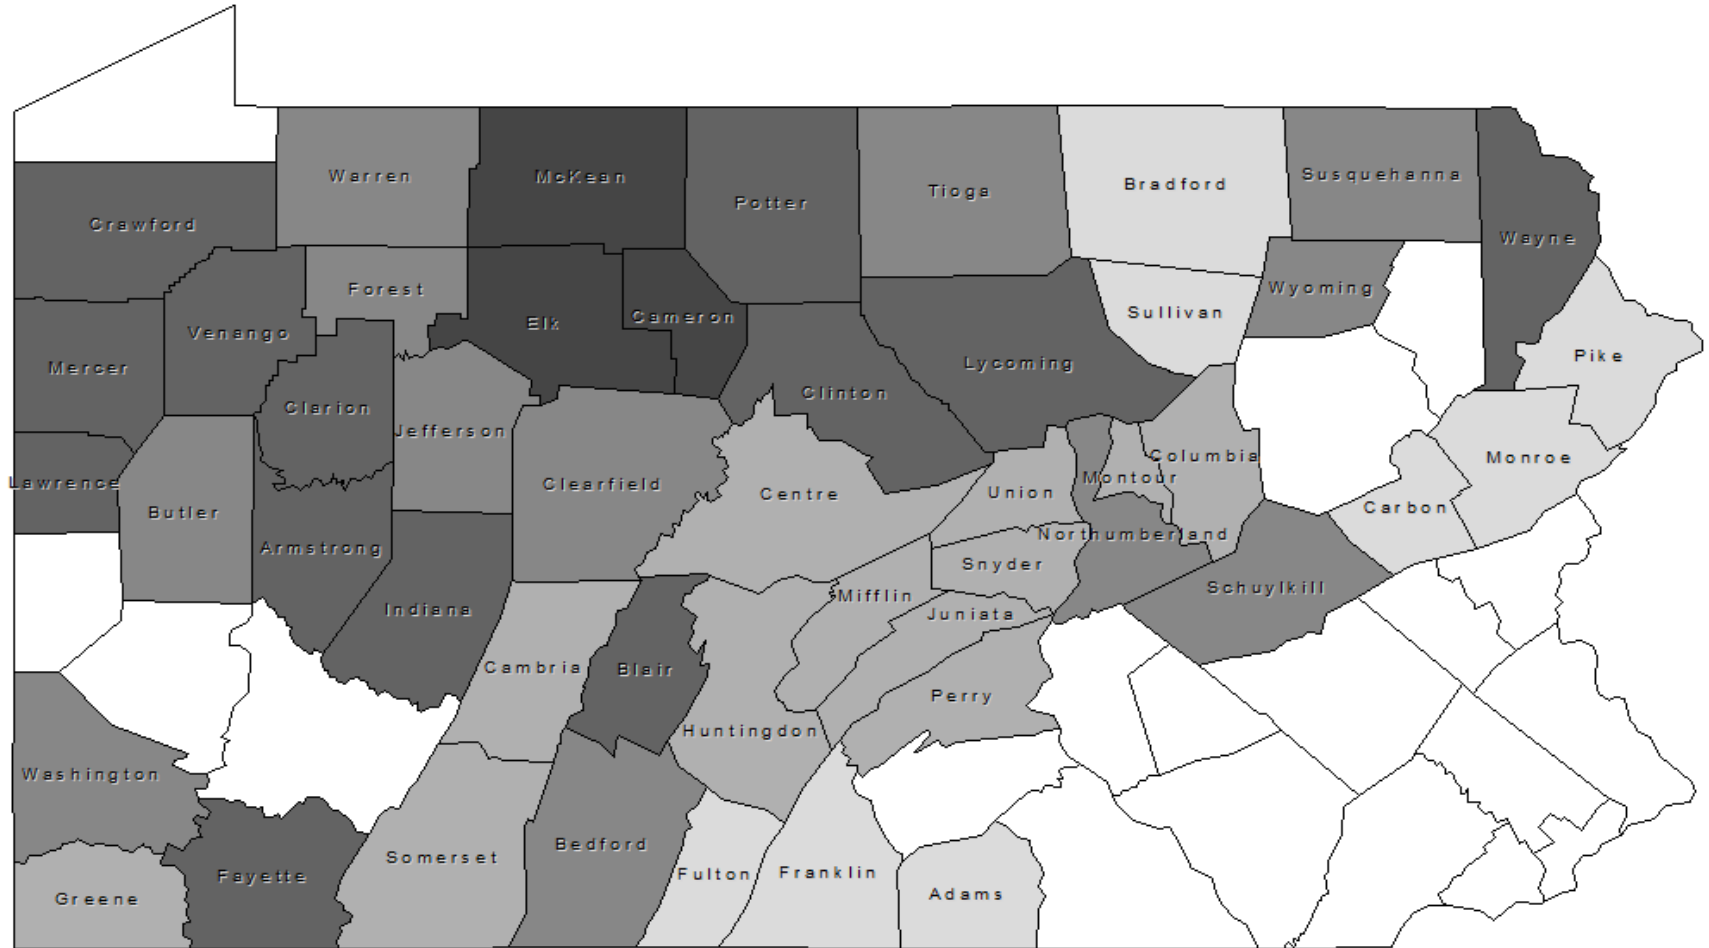 Warren
McKean
Potter
Tioga
Bradford
Susquehanna
Wayne
Crawford
Forest
Elk
Cameron
Sullivan
Wyoming
Venango
Mercer
Clarion
Jefferson
Clinton
Lycoming
Pike
Lawrence
Butler
Clearfield
Centre
Union
Montour
Columbia
Monroe
Carbon
Armstrong
Northumberland
Snyder
Schuylkill
Indiana
Mifflin
Juniata
Cambria
Blair
Perry
Huntingdon
Washington
Somerset
Bedford
Fulton
Franklin
Adams
Fayette
Greene